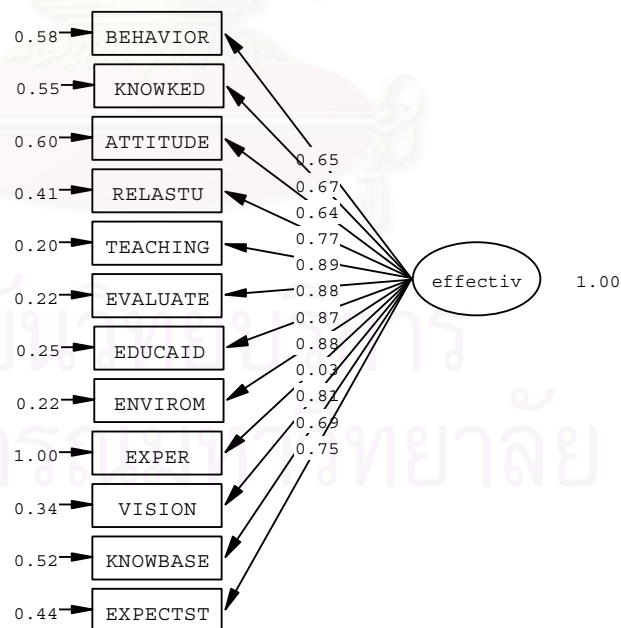 0.58 BEHAVIOR
0.55 KNOWKED
0.60 ATTITUDE
0.41 RELASTU
0.20 TEACHING
0.22 EVALUATE
0.25 EDUCAID
0.22 ENVIROM
1.00 EXPER
0.34 VISION
0.52 KNOWBASE
0.44 EXPECTST
0.65
0.67
0.64
0.77
0.89
0.88
0.87
0.88
0.03
0.81
0.69
0.75
effectiv 1.00